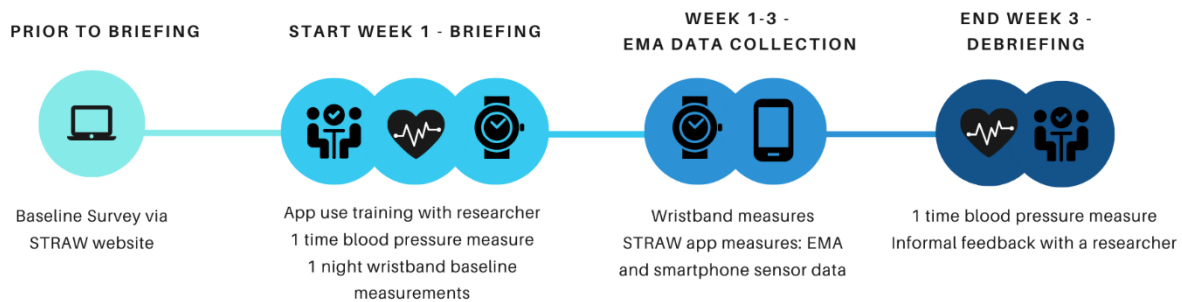 PRIOR TO BRIEFING
START WEEK 1 - BRIEFING
WEEK 1-3 -
EMA DATA COLLECTION
END WEEK 3 -
DEBRIEFING
Baseline Survey via
STRAW website
App use training with researcher
1 time blood pressure measure
1 night wristband baseline
measurements
Wristband measures
STRAW app measures: EMA
and smartphone sensor data
1 time blood pressure measure
Informal feedback with a researcher